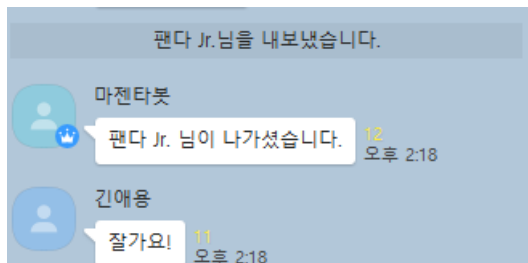 팬다 Jr.님을 내보냈습니다.
마젠타봇
팬다 Jr. 님이 나가셨습니다.
12
오후 2:18
긴애용
잘가요!
11
오후 2:18